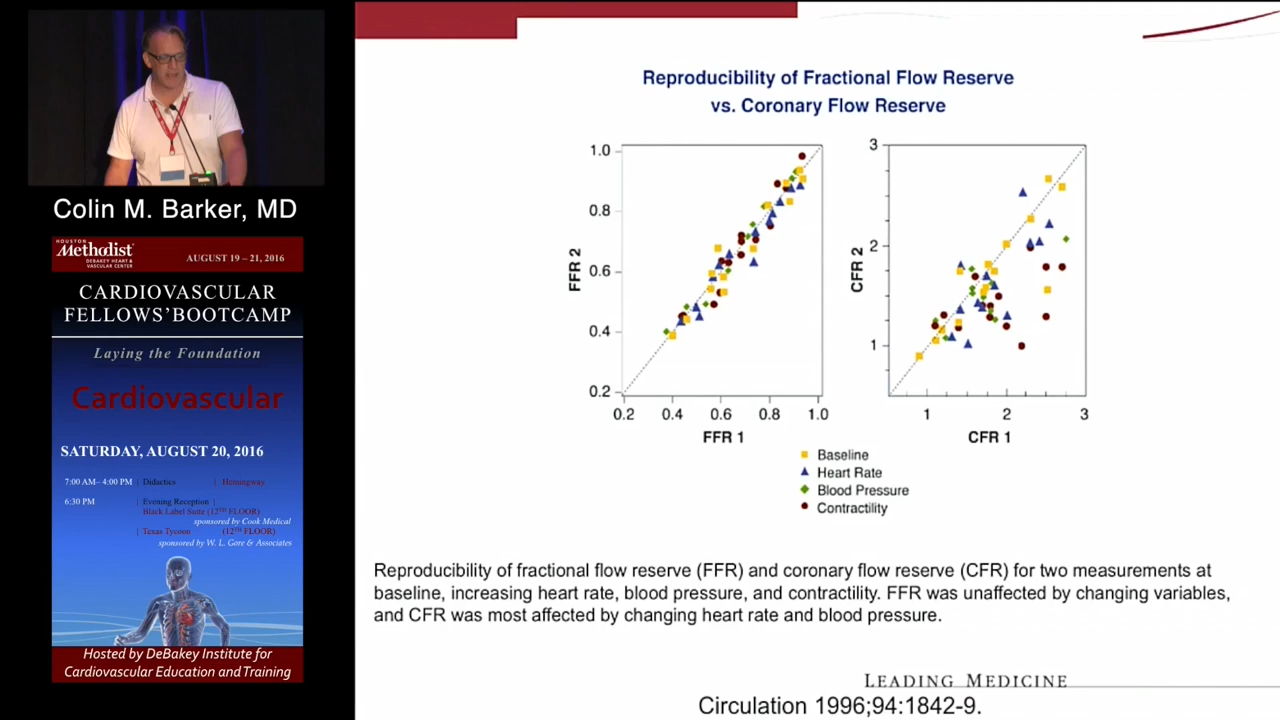 Colin M. Barker, MD
HOUSTON
Methodist
DEBAKEY HEART &
VASCULAR CENTER
AUGUST 19 – 21, 2016
CARDIOVASCULAR
FELLOWS' BOOTCAMP
Laying the Foundation
Cardiovascular
SATURDAY, AUGUST 20, 2016
7:00 AM– 4:00 PM | Didactics | Hemingway
6:30 PM | Evening Reception |
Black Label Suite (12TH FLOOR)
sponsored by Cook Medical
| Texas Tycoon (12TH FLOOR)
sponsored by W. L. Gore & Associates
Hosted by DeBakey Institute for
Cardiovascular Education and Training
Reproducibility of Fractional Flow Reserve
vs. Coronary Flow Reserve
1.0
0.8
0.6
0.4
0.2
FFR 2
0.2 0.4 0.6 0.8 1.0
FFR 1
3
2
1
CFR 2
1 2 3
CFR 1
Baseline
Heart Rate
Blood Pressure
Contractility
Reproducibility of fractional flow reserve (FFR) and coronary flow reserve (CFR) for two measurements at
baseline, increasing heart rate, blood pressure, and contractility. FFR was unaffected by changing variables,
and CFR was most affected by changing heart rate and blood pressure.
LEADING MEDICINE
Circulation 1996;94:1842-9.